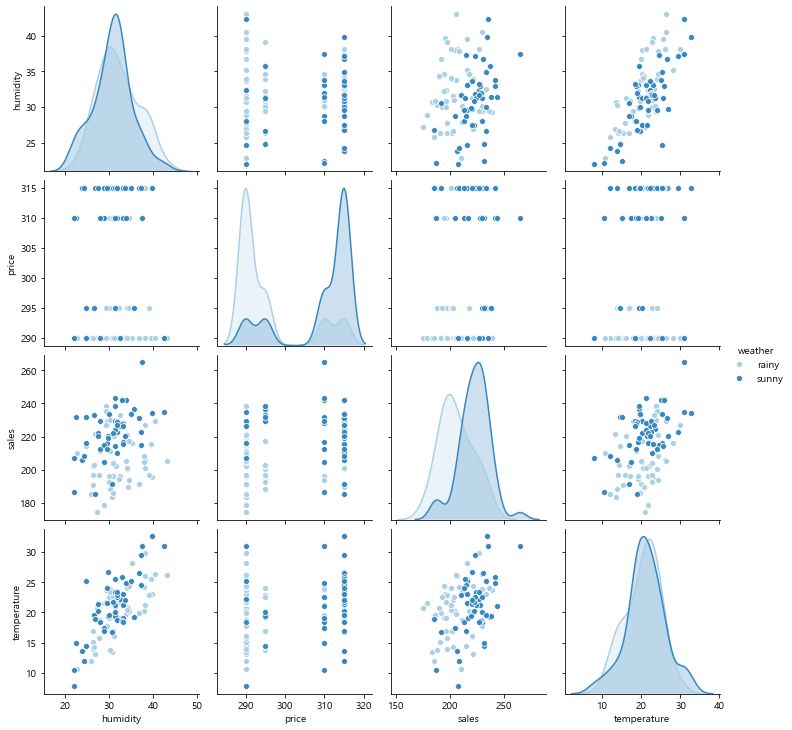 40
35
30
25
humidity
315
310
305
300
295
290
price
weather
rainy
sunny
260
240
220
200
180
sales
30
25
20
15
10
temperature
20 30 40 50
humidity
290 300 310 320
price
150 200 250
sales
10 20 30 40
temperature